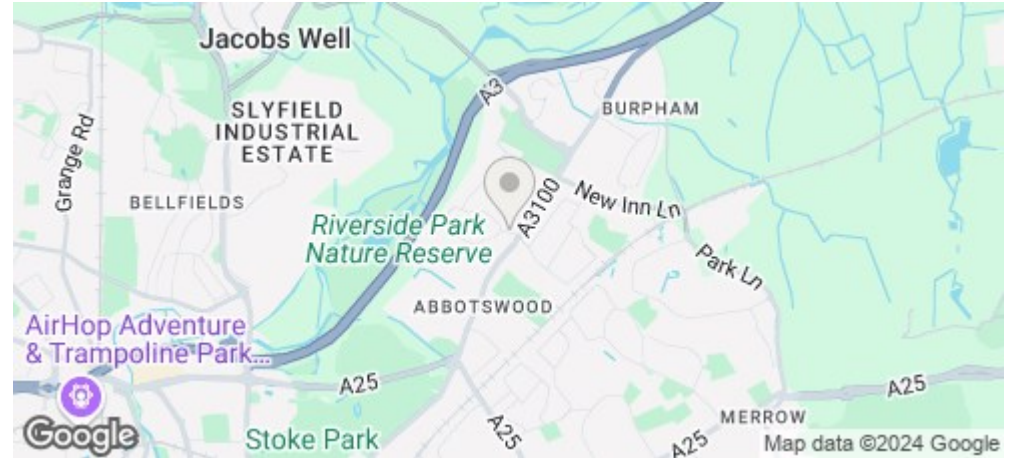 Jacobs Well
A3
SLYFIELD
INDUSTRIAL
ESTATE
BURPHAM
Grange Rd
BELLFIELDS
New Inn Ln
A3100
Riverside Park
Nature Reserve
Park Ln
ABBOTSWOOD
AirHop Adventure
& Trampoline Park...
A25
A25
MERROW
A25
A25
Stoke Park
Google
Map data ©2024 Google